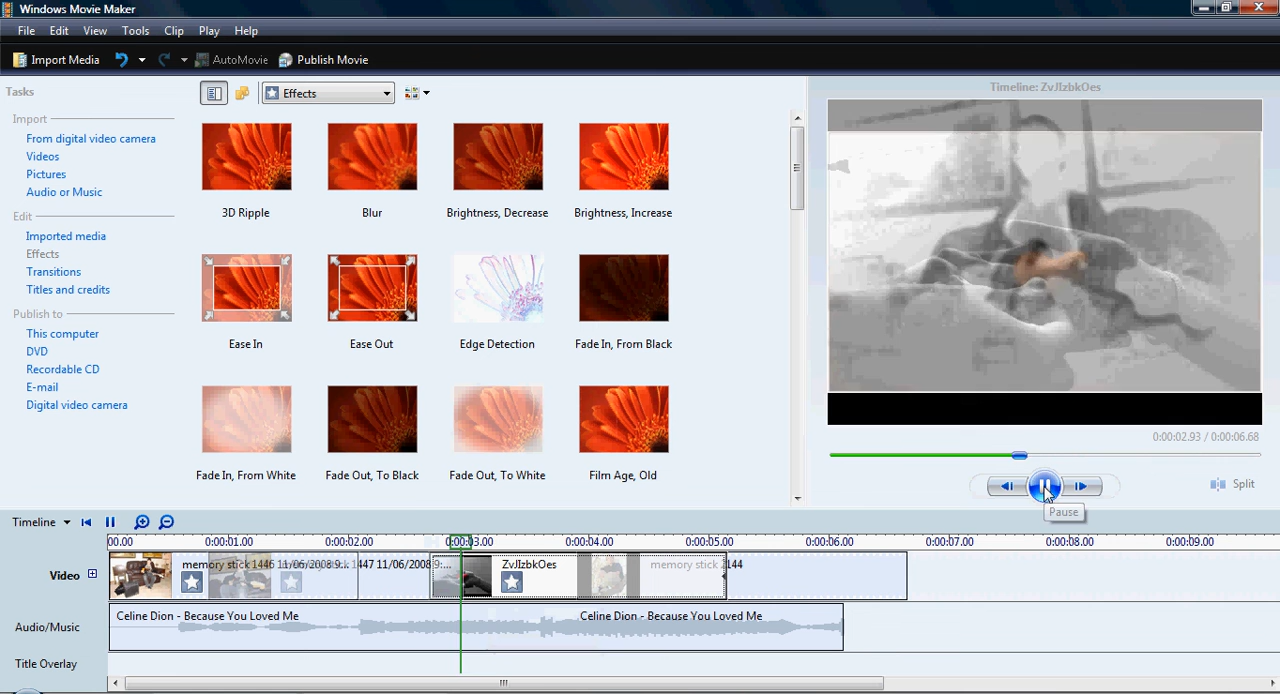 Windows Movie Maker
File Edit View Tools Clip Play Help
Import Media AutoMovie Publish Movie
Tasks
Import
From digital video camera
Videos
Pictures
Audio or Music
Edit
Imported media
Effects
Transitions
Titles and credits
Publish to
This computer
DVD
Recordable CD
E-mail
Digital video camera
Effects
3D Ripple Blur Brightness, Decrease Brightness, Increase
Ease In Ease Out Edge Detection Fade In, From Black
Fade In, From White Fade Out, To Black Fade Out, To White Film Age, Old
Timeline: ZvJIzbkOes
0:00:02.93 / 0:00:06.68
Split
Pause
Timeline
00.00 0:00:01.00 0:00:02.00 0:00:03.00 0:00:04.00 0:00:05.00 0:00:06.00 0:00:07.00 0:00:08.00 0:00:09.00
Video memory stick 1446 11/06/2008 9:... 1447 11/06/2008 9:... ZvJIzbkOes memory stick 2144
Audio/Music Celine Dion - Because You Loved Me Celine Dion - Because You Loved Me
Title Overlay